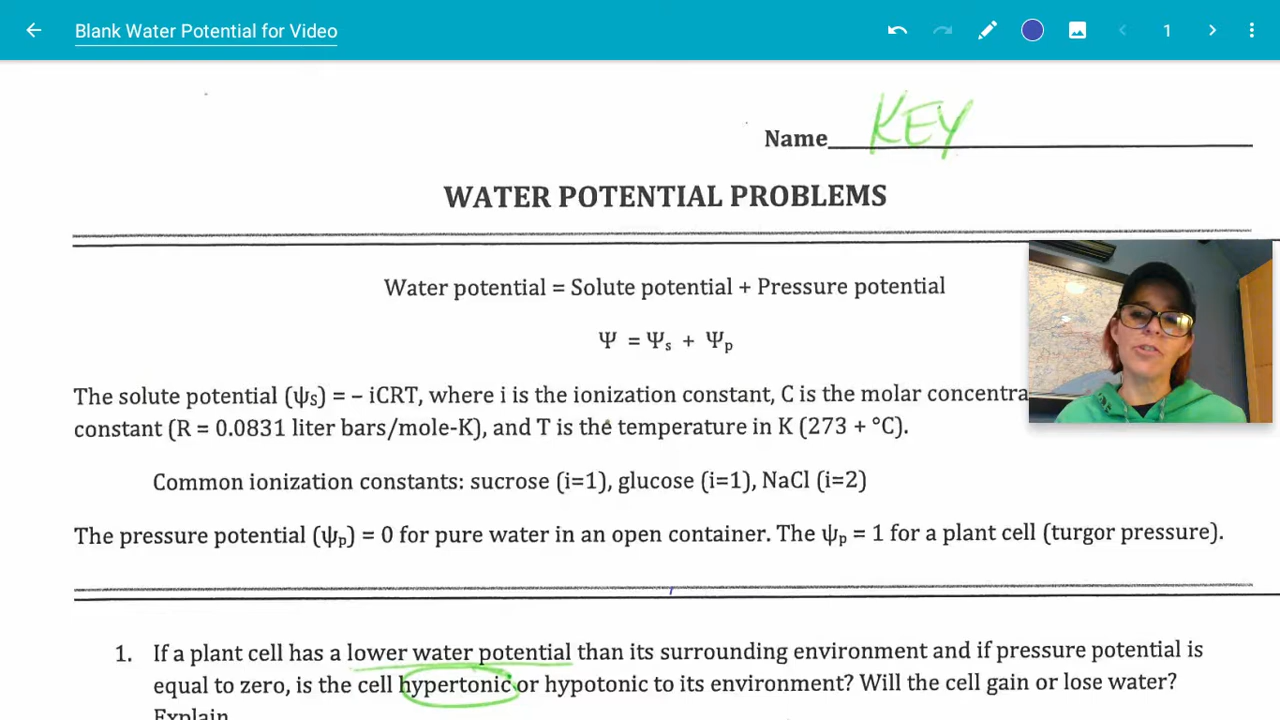 Blank Water Potential for Video
1
Name KEY
WATER POTENTIAL PROBLEMS
Water potential = Solute potential + Pressure potential
Ψ = Ψs + Ψp
The solute potential (ψs) = – iCRT, where i is the ionization constant, C is the molar
constant (R = 0.0831 liter bars/mole-K), and T is the temperature in K (273 + °C).
Common ionization constants: sucrose (i=1), glucose (i=1), NaCl (i=2)
The pressure potential (ψp) = 0 for pure water in an open container. The ψp = 1 for a plant cell (turgor pressure).
1. If a plant cell has a lower water potential than its surrounding environment and if pressure potential is
equal to zero, is the cell hypertonic or hypotonic to its environment? Will the cell gain or lose water?
Explain